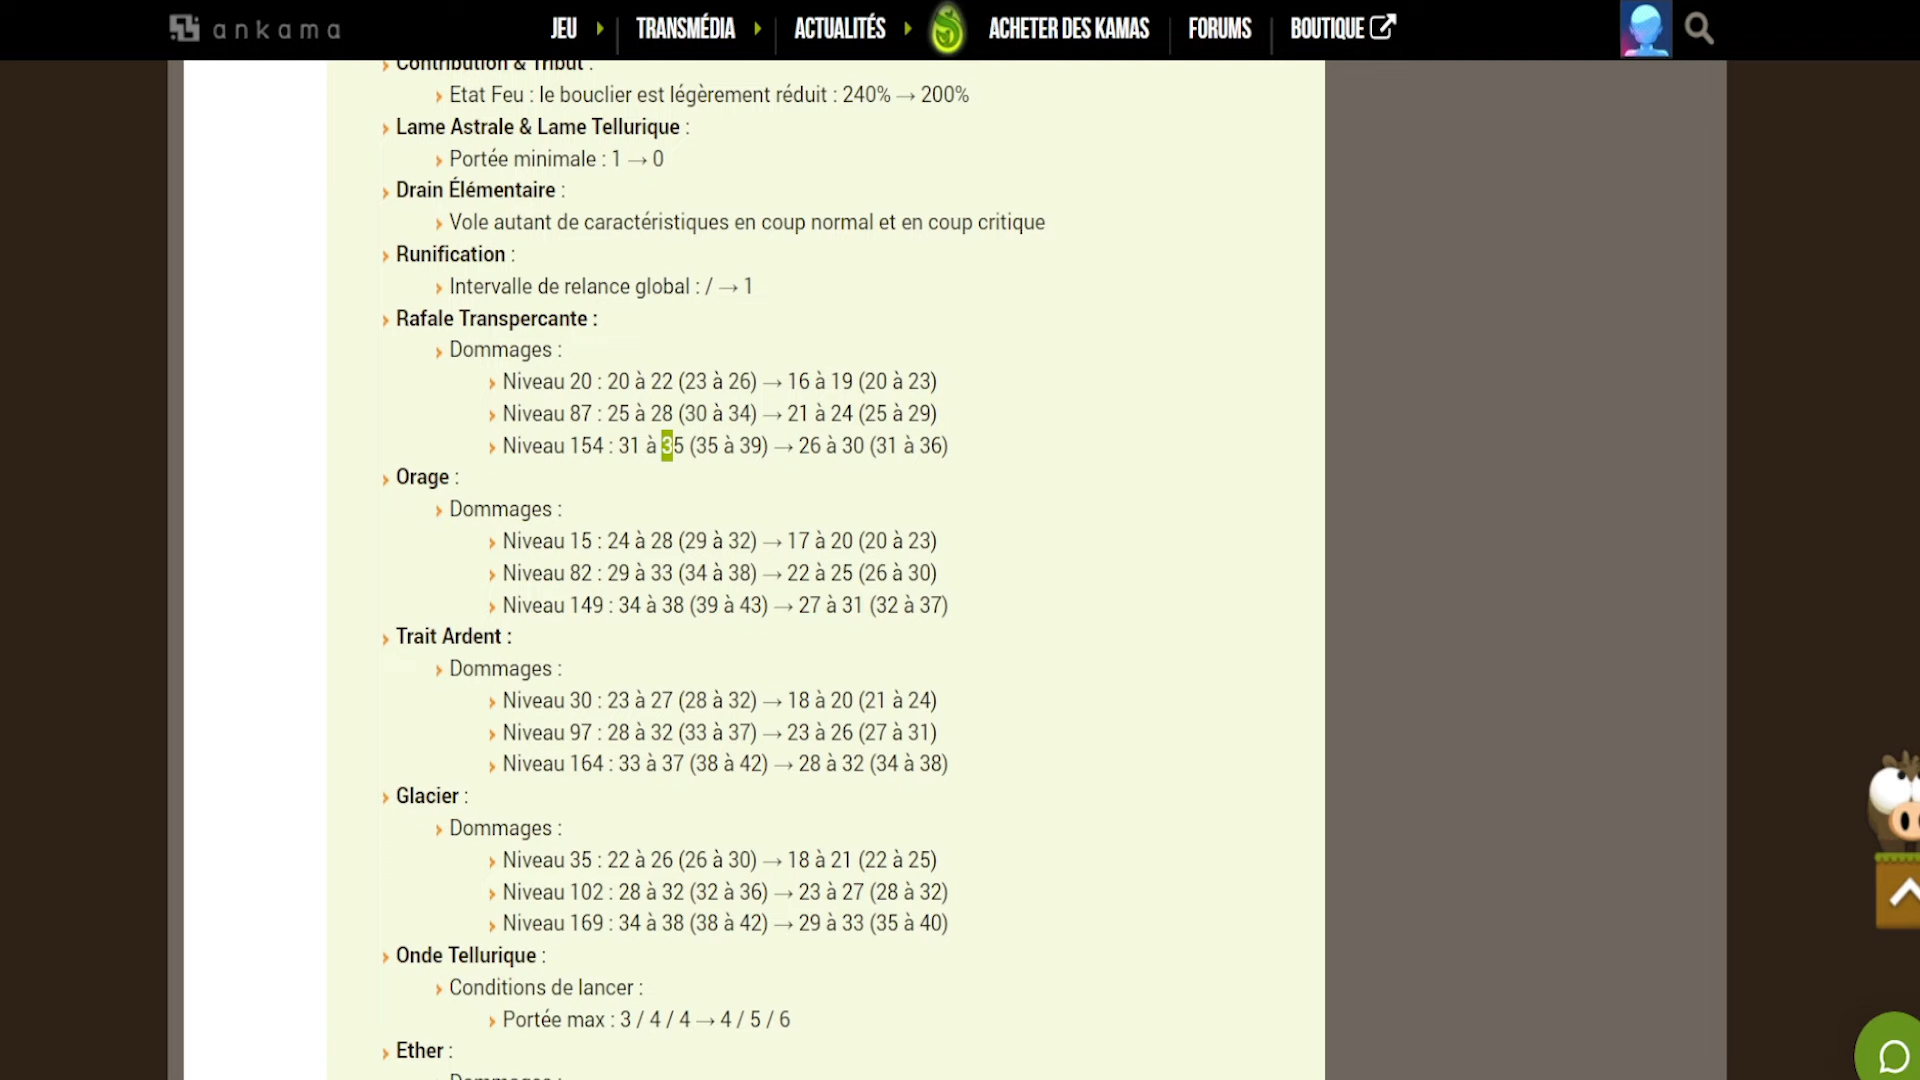 ankama
JEU
TRANSMÉDIA
ACTUALITÉS
ACHETER DES KAMAS
FORUMS
BOUTIQUE
Contribution & Tribut :
Etat Feu : le bouclier est légèrement réduit : 240% → 200%
Lame Astrale & Lame Tellurique :
Portée minimale : 1 → 0
Drain Élémentaire :
Vole autant de caractéristiques en coup normal et en coup critique
Runification :
Intervalle de relance global : / → 1
Rafale Transpercante :
Dommages :
Niveau 20 : 20 à 22 (23 à 26) → 16 à 19 (20 à 23)
Niveau 87 : 25 à 28 (30 à 34) → 21 à 24 (25 à 29)
Niveau 154 : 31 à 35 (35 à 39) → 26 à 30 (31 à 36)
Orage :
Dommages :
Niveau 15 : 24 à 28 (29 à 32) → 17 à 20 (20 à 23)
Niveau 82 : 29 à 33 (34 à 38) → 22 à 25 (26 à 30)
Niveau 149 : 34 à 38 (39 à 43) → 27 à 31 (32 à 37)
Trait Ardent :
Dommages :
Niveau 30 : 23 à 27 (28 à 32) → 18 à 20 (21 à 24)
Niveau 97 : 28 à 32 (33 à 37) → 23 à 26 (27 à 31)
Niveau 164 : 33 à 37 (38 à 42) → 28 à 32 (34 à 38)
Glacier :
Dommages :
Niveau 35 : 22 à 26 (26 à 30) → 18 à 21 (22 à 25)
Niveau 102 : 28 à 32 (32 à 36) → 23 à 27 (28 à 32)
Niveau 169 : 34 à 38 (38 à 42) → 29 à 33 (35 à 40)
Onde Tellurique :
Conditions de lancer :
Portée max : 3 / 4 / 4 → 4 / 5 / 6
Ether :
Dommages :